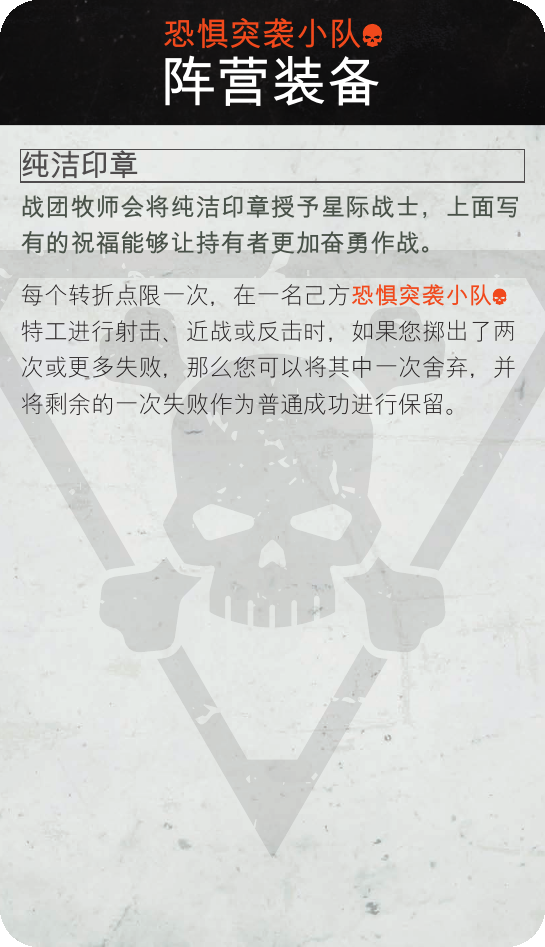 恐惧突袭小队
阵营装备
纯洁印章
战团牧师会将纯洁印章授予星际战士，上面写
有的祝福能够让持有者更加奋勇作战。
每个转折点限一次，在一名己方恐惧突袭小队
特工进行射击、近战或反击时，如果您掷出了两
次或更多失败，那么您可以将其中一次舍弃，并
将剩余的一次失败作为普通成功进行保留。